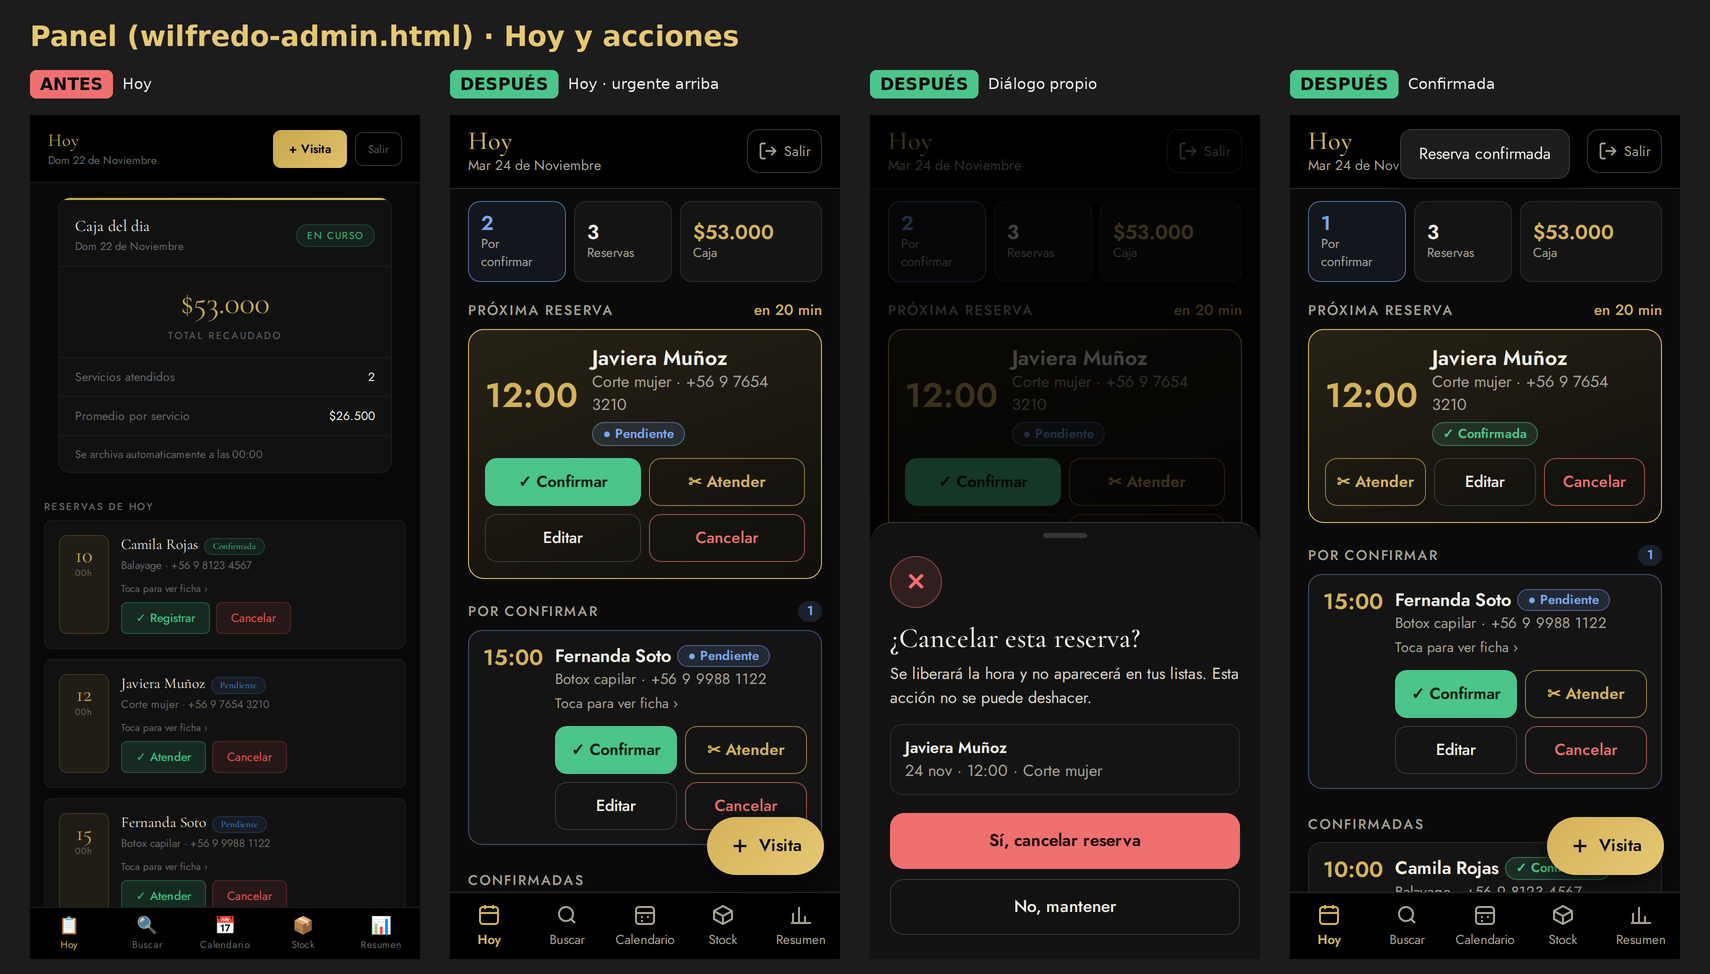 Panel (wilfredo-admin.html) · Hoy y acciones
ANTES Hoy
Hoy
Dom 22 de Noviembre
+ Visita
Salir
Caja del dia
Dom 22 de Noviembre
EN CURSO
$53.000
TOTAL RECAUDADO
Servicios atendidos 2
Promedio por servicio $26.500
Se archiva automaticamente a las 00:00
RESERVAS DE HOY
10
00h
Camila Rojas Confirmada
Balayage · +56 9 8123 4567
Toca para ver ficha ›
✓ Registrar Cancelar
12
00h
Javiera Muñoz Pendiente
Corte mujer · +56 9 7654 3210
Toca para ver ficha ›
✓ Atender Cancelar
15
00h
Fernanda Soto Pendiente
Botox capilar · +56 9 9988 1122
Toca para ver ficha ›
✓ Atender Cancelar
Hoy Buscar Calendario Stock Resumen
DESPUÉS Hoy · urgente arriba
Hoy
Mar 24 de Noviembre
Salir
2
Por
confirmar
3
Reservas
$53.000
Caja
PRÓXIMA RESERVA en 20 min
12:00
Javiera Muñoz
Corte mujer · +56 9 7654
3210
• Pendiente
✓ Confirmar ✂ Atender
Editar Cancelar
POR CONFIRMAR 1
15:00 Fernanda Soto • Pendiente
Botox capilar · +56 9 9988 1122
Toca para ver ficha ›
✓ Confirmar ✂ Atender
Editar Cancelar
+ Visita
CONFIRMADAS
Hoy Buscar Calendario Stock Resumen
DESPUÉS Diálogo propio
Hoy
Mar 24 de Noviembre
Salir
2
Por
confirmar
3
Reservas
$53.000
Caja
PRÓXIMA RESERVA en 20 min
12:00
Javiera Muñoz
Corte mujer · +56 9 7654
3210
• Pendiente
✓ Confirmar ✂ Atender
✕
¿Cancelar esta reserva?
Se liberará la hora y no aparecerá en tus listas. Esta
acción no se puede deshacer.
Javiera Muñoz
24 nov · 12:00 · Corte mujer
Sí, cancelar reserva
No, mantener
DESPUÉS Confirmada
Hoy
Mar 24 de Nov
Reserva confirmada
Salir
1
Por
confirmar
3
Reservas
$53.000
Caja
PRÓXIMA RESERVA en 20 min
12:00
Javiera Muñoz
Corte mujer · +56 9 7654
3210
✓ Confirmada
✂ Atender Editar Cancelar
POR CONFIRMAR 1
15:00 Fernanda Soto • Pendiente
Botox capilar · +56 9 9988 1122
Toca para ver ficha ›
✓ Confirmar ✂ Atender
Editar Cancelar
CONFIRMADAS
+ Visita
10:00 Camila Rojas ✓ Con
Balayage · +56 9 8123 4567
Hoy Buscar Calendario Stock Resumen